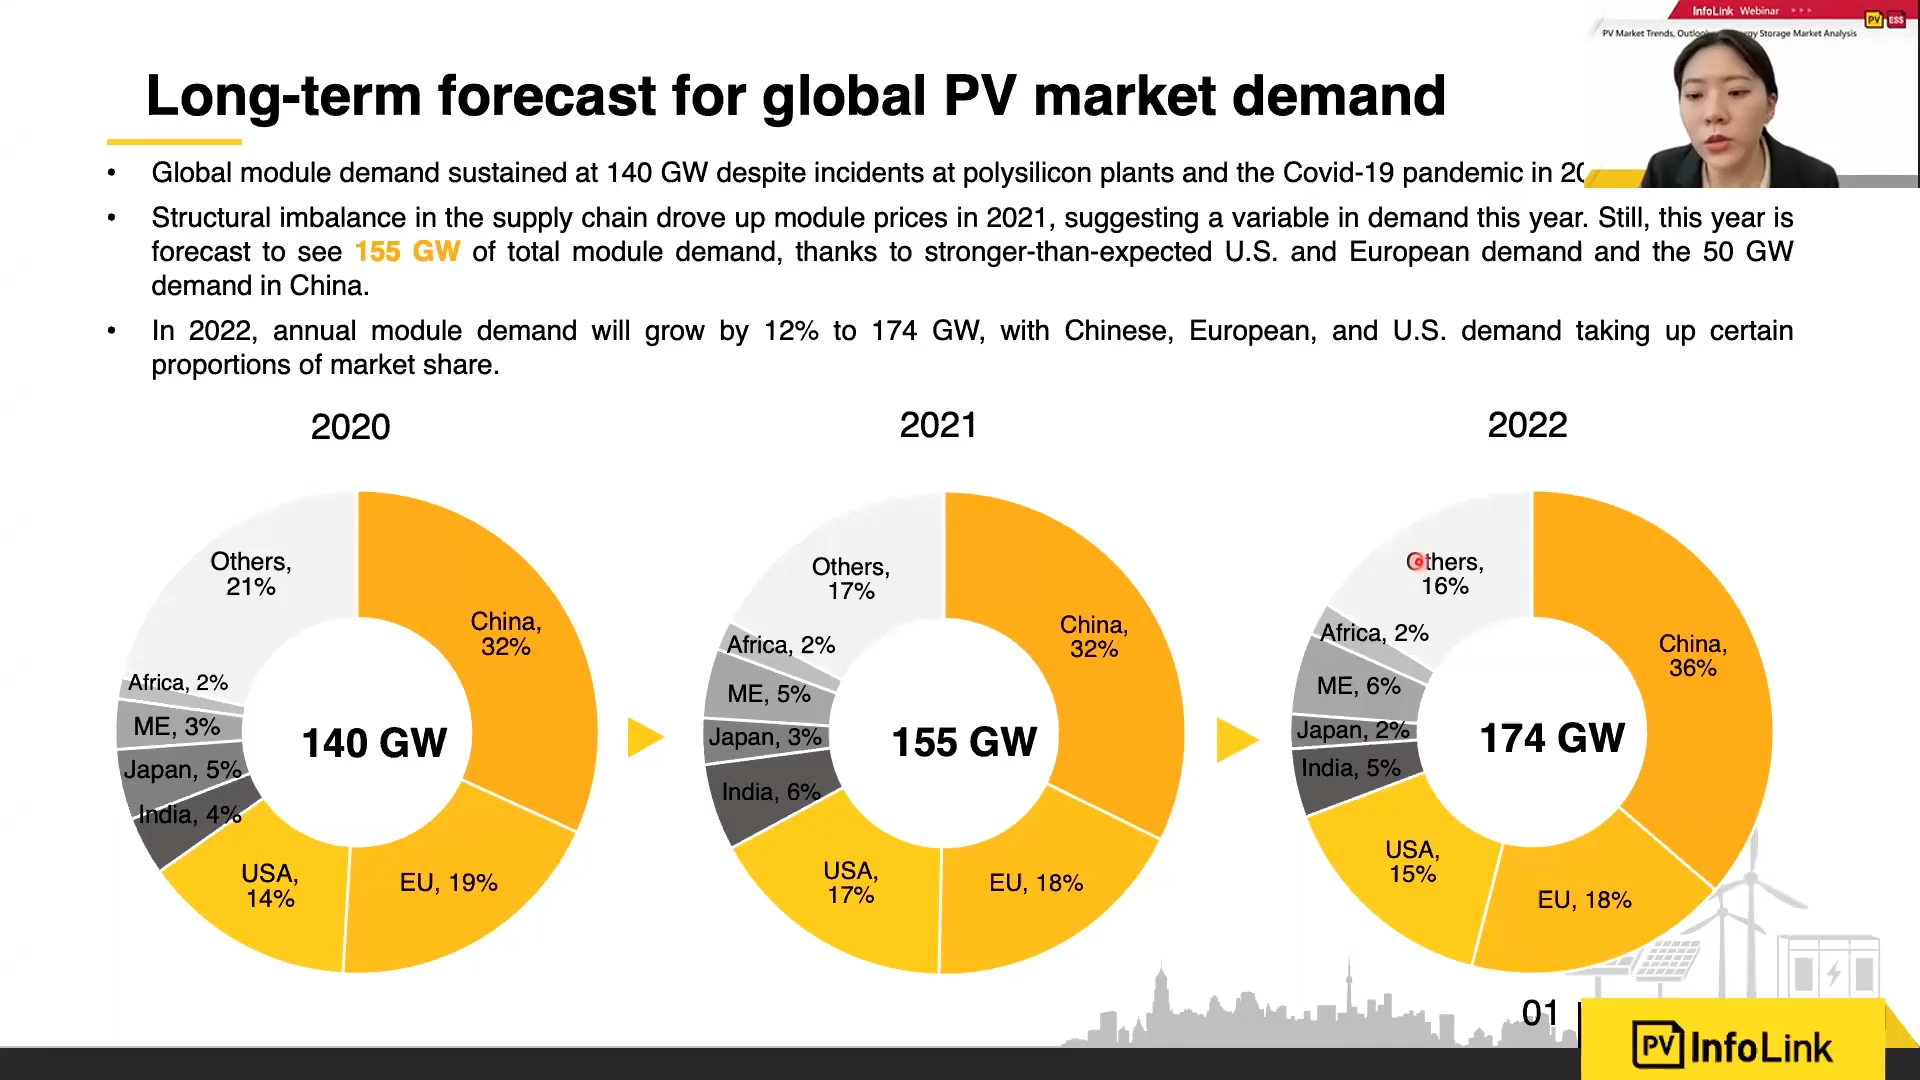 InfoLink Webinar > > >
PV ESS
PV Market Trends, Outlook Storage Market Analysis
Long-term forecast for global PV market demand
• Global module demand sustained at 140 GW despite incidents at polysilicon plants and the Covid-19 pandemic in
• Structural imbalance in the supply chain drove up module prices in 2021, suggesting a variable in demand this year. Still, this year is
forecast to see 155 GW of total module demand, thanks to stronger-than-expected U.S. and European demand and the 50 GW
demand in China.
• In 2022, annual module demand will grow by 12% to 174 GW, with Chinese, European, and U.S. demand taking up certain
proportions of market share.
2020
Others,
21%
China,
32%
Africa, 2%
ME, 3%
Japan, 5%
India, 4%
140 GW
USA,
14%
EU, 19%
2021
Others,
17%
China,
32%
Africa, 2%
ME, 5%
Japan, 3%
India, 6%
155 GW
USA,
17%
EU, 18%
2022
Others,
16%
China,
36%
Africa, 2%
ME, 6%
Japan, 2%
India, 5%
174 GW
USA,
15%
EU, 18%
01
PV InfoLink